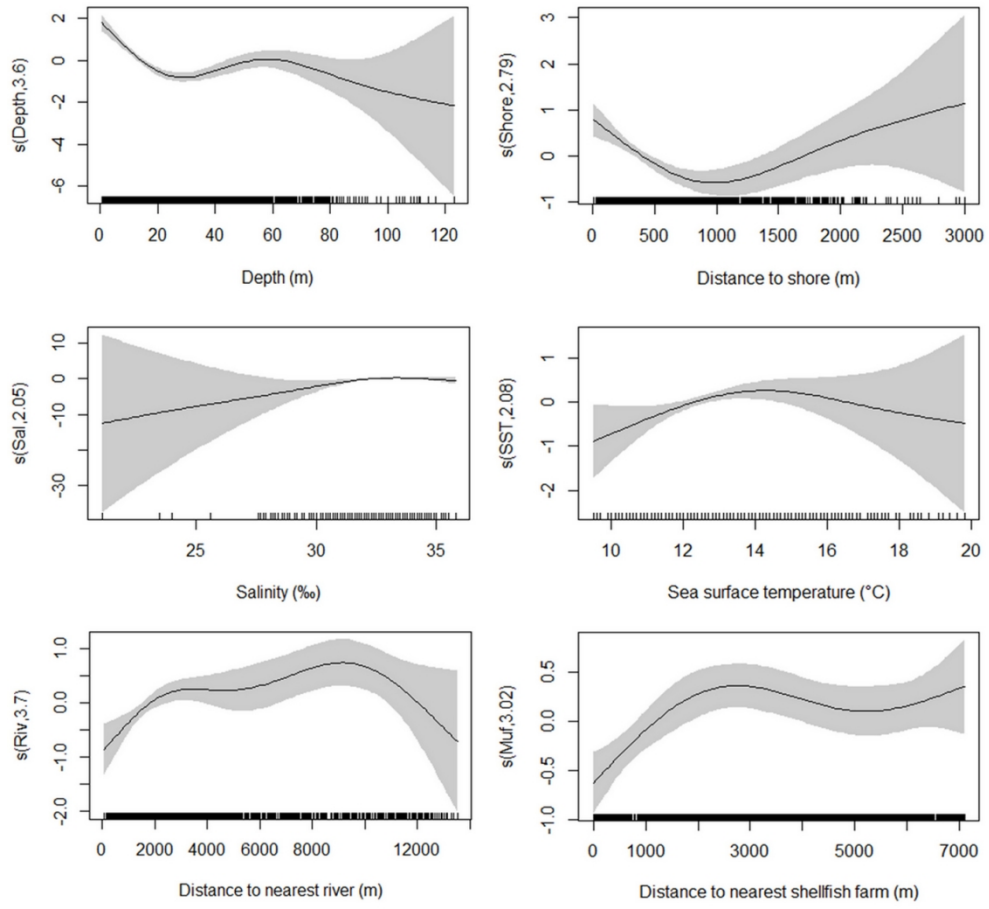 s(Depth,3.6)
2
0
-2
-4
-6
0 20 40 60 80 100 120
Depth (m)
s(Shore,2.79)
3
2
1
0
-1
0 500 1000 1500 2000 2500 3000
Distance to shore (m)
s(Sal,2.05)
10
0
-10
-30
25 30 35
Salinity (‰)
s(SST,2.08)
1
0
-1
-2
10 12 14 16 18 20
Sea surface temperature (°C)
s(Riv,3.7)
1.0
0.0
-1.0
-2.0
0 2000 4000 6000 8000 12000
Distance to nearest river (m)
s(Muf,3.02)
0.5
0.0
-0.5
-1.0
0 1000 3000 5000 7000
Distance to nearest shellfish farm (m)